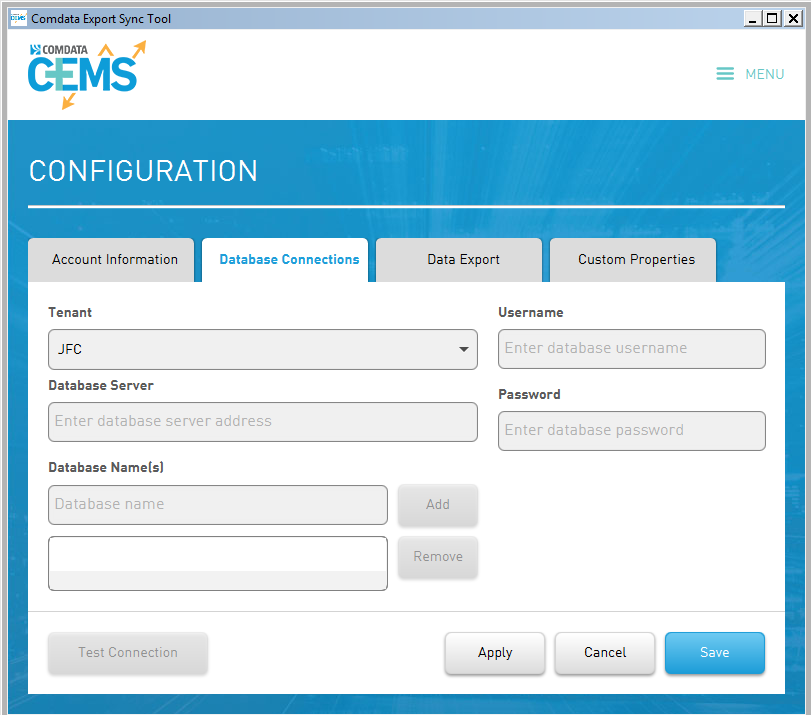 Comdata Export Sync Tool
COMDATA
CEMS
MENU
CONFIGURATION
Account Information
Database Connections
Data Export
Custom Properties
Tenant
JFC
Username
Enter database username
Database Server
Enter database server address
Password
Enter database password
Database Name(s)
Database name
Add
Remove
Test Connection
Apply
Cancel
Save